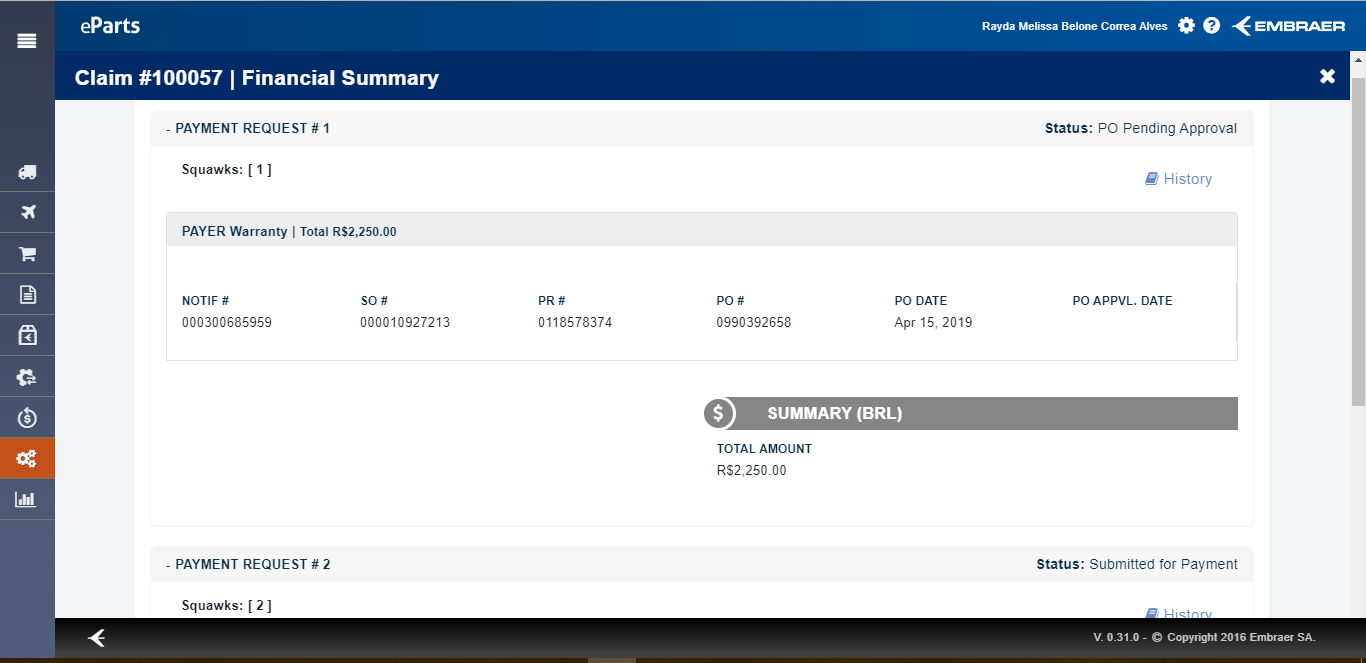 eParts
Rayda Melissa Belone Correa Alves
EMBRAER
Claim #100057 | Financial Summary
- PAYMENT REQUEST # 1
Status: PO Pending Approval
Squawks: [ 1 ]
History
PAYER Warranty | Total R$2,250.00
NOTIF # SO # PR # PO # PO DATE PO APPVL. DATE
000300685959 000010927213 0118578374 0990392658 Apr 15, 2019
$ SUMMARY (BRL)
TOTAL AMOUNT
R$2,250.00
- PAYMENT REQUEST # 2
Status: Submitted for Payment
Squawks: [ 2 ]
History
V. 0.31.0 - © Copyright 2016 Embraer SA.